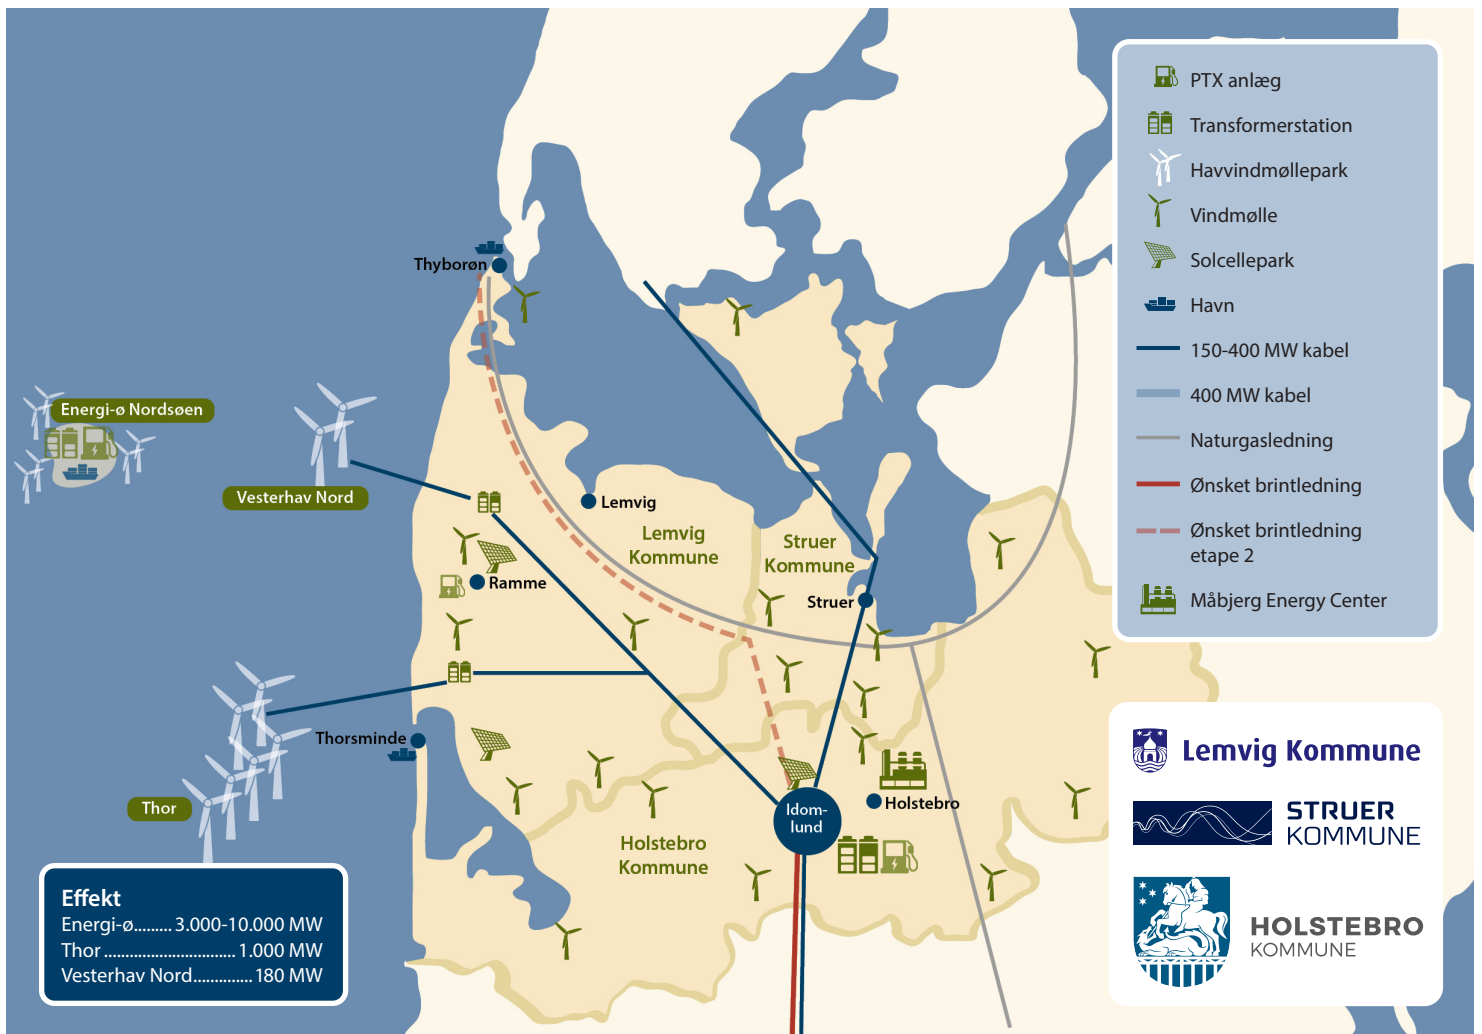 PTX anlæg
Transformerstation
Havvindmøllepark
Vindmølle
Solcellepark
Havn
150-400 MW kabel
400 MW kabel
Naturgasledning
Ønsket brintledning
Ønsket brintledning
etape 2
Måbjerg Energy Center
Thyborøn
Energi-ø Nordsøen
Vesterhav Nord
Lemvig
Lemvig
Kommune
Struer
Kommune
Ramme
Struer
Thorsminde
Thor
Idom-
lund
Holstebro
Holstebro
Kommune
Effekt
Energi-ø......... 3.000-10.000 MW
Thor ............................... 1.000 MW
Vesterhav Nord.............. 180 MW
Lemvig Kommune
STRUER
KOMMUNE
HOLSTEBRO
KOMMUNE